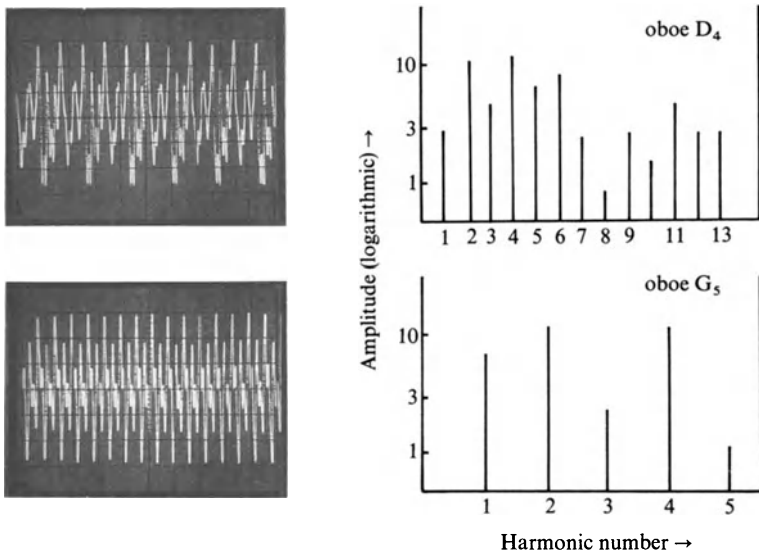 oboe D4
10
3
1
Amplitude (logarithmic) →
1 2 3 4 5 6 7 8 9 11 13
oboe G5
10
3
1
1 2 3 4 5
Harmonic number →